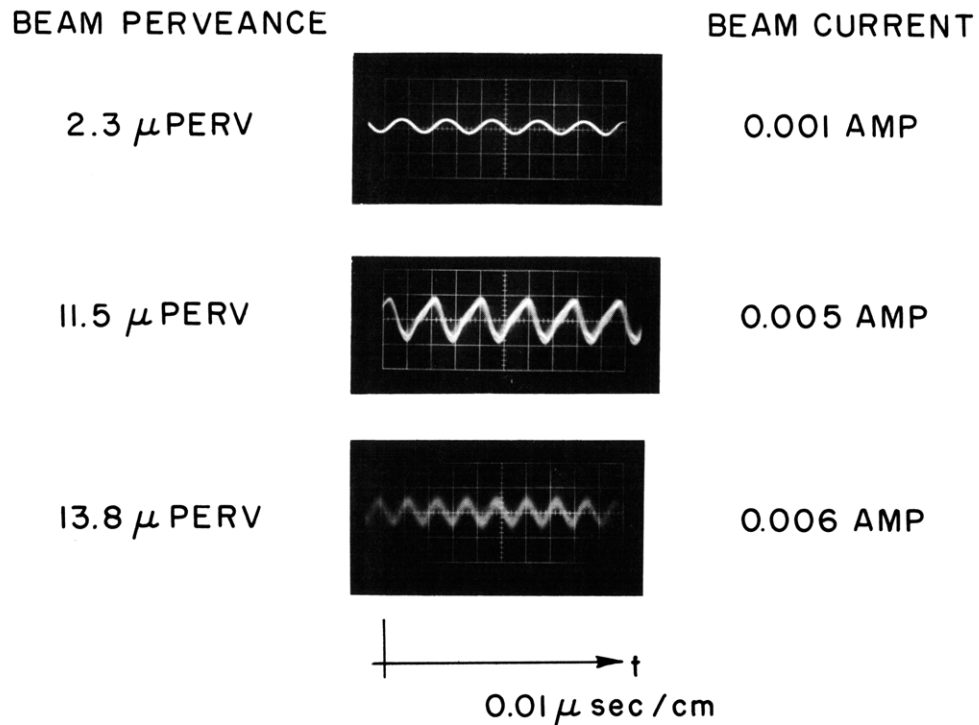 BEAM PERVEANCE
BEAM CURRENT
2.3 μ PERV
0.001 AMP
11.5 μ PERV
0.005 AMP
13.8 μ PERV
0.006 AMP
t
0.01 μ sec/cm